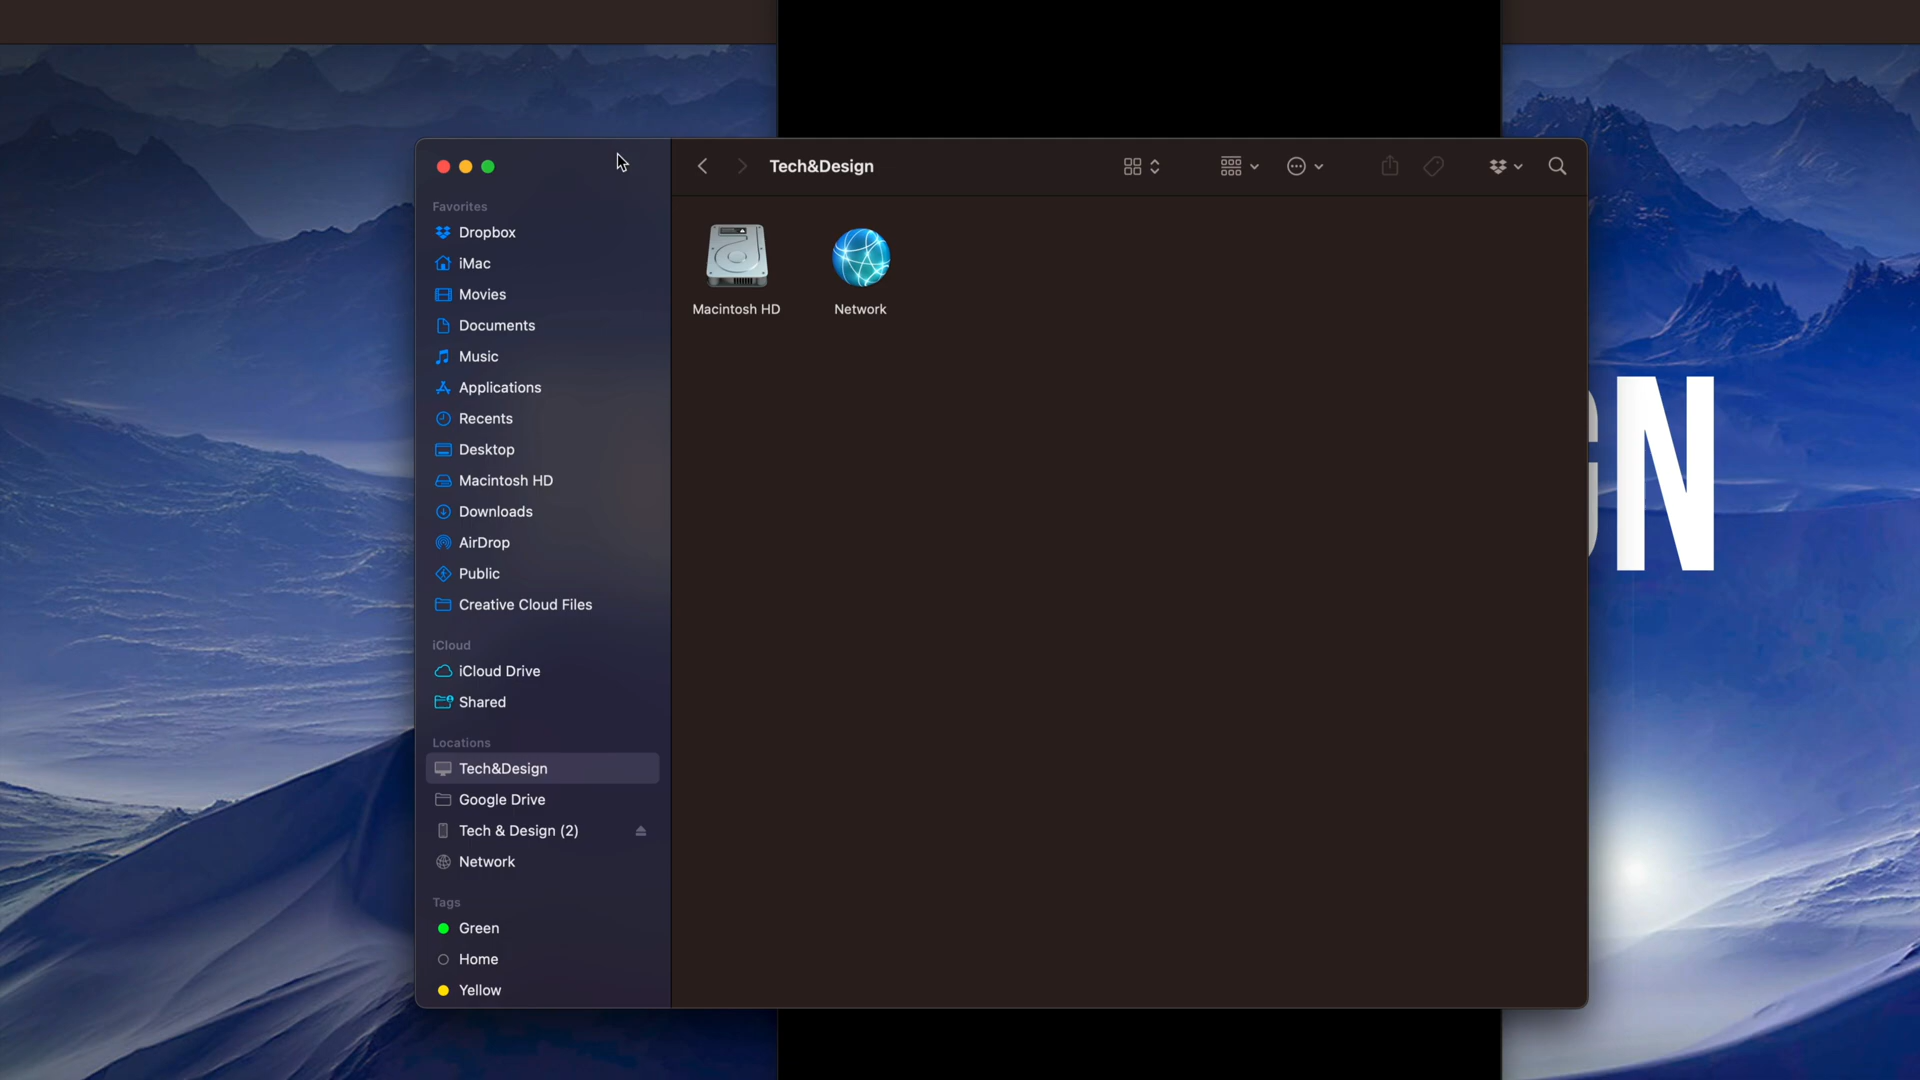 Tech&Design
Favorites
Dropbox
iMac
Movies
Documents
Music
Applications
Recents
Desktop
Macintosh HD
Downloads
AirDrop
Public
Creative Cloud Files
iCloud
iCloud Drive
Shared
Locations
Tech&Design
Google Drive
Tech & Design (2)
Network
Tags
Green
Home
Yellow
Macintosh HD
Network
GN